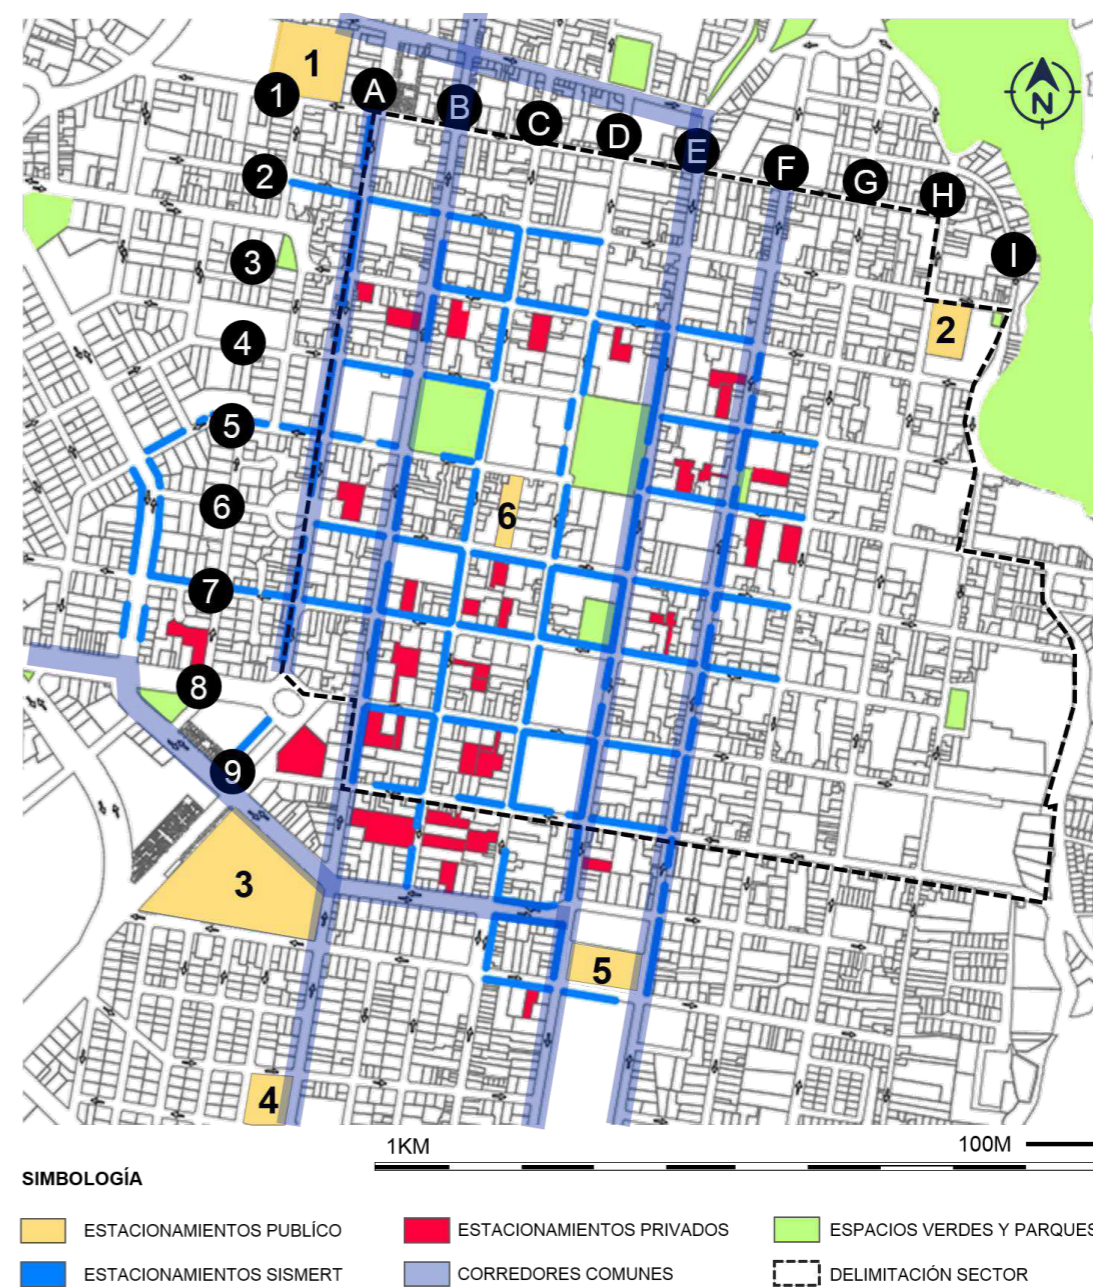 1
1
A
B
C
D
E
F
G
H
I
N
2
3
2
4
5
6
6
7
8
9
3
5
4
1KM
100M
SIMBOLOGÍA
ESTACIONAMIENTOS PUBLÍCO
ESTACIONAMIENTOS PRIVADOS
ESPACIOS VERDES Y PARQUES
ESTACIONAMIENTOS SISMERT
CORREDORES COMUNES
DELIMITACIÓN SECTOR